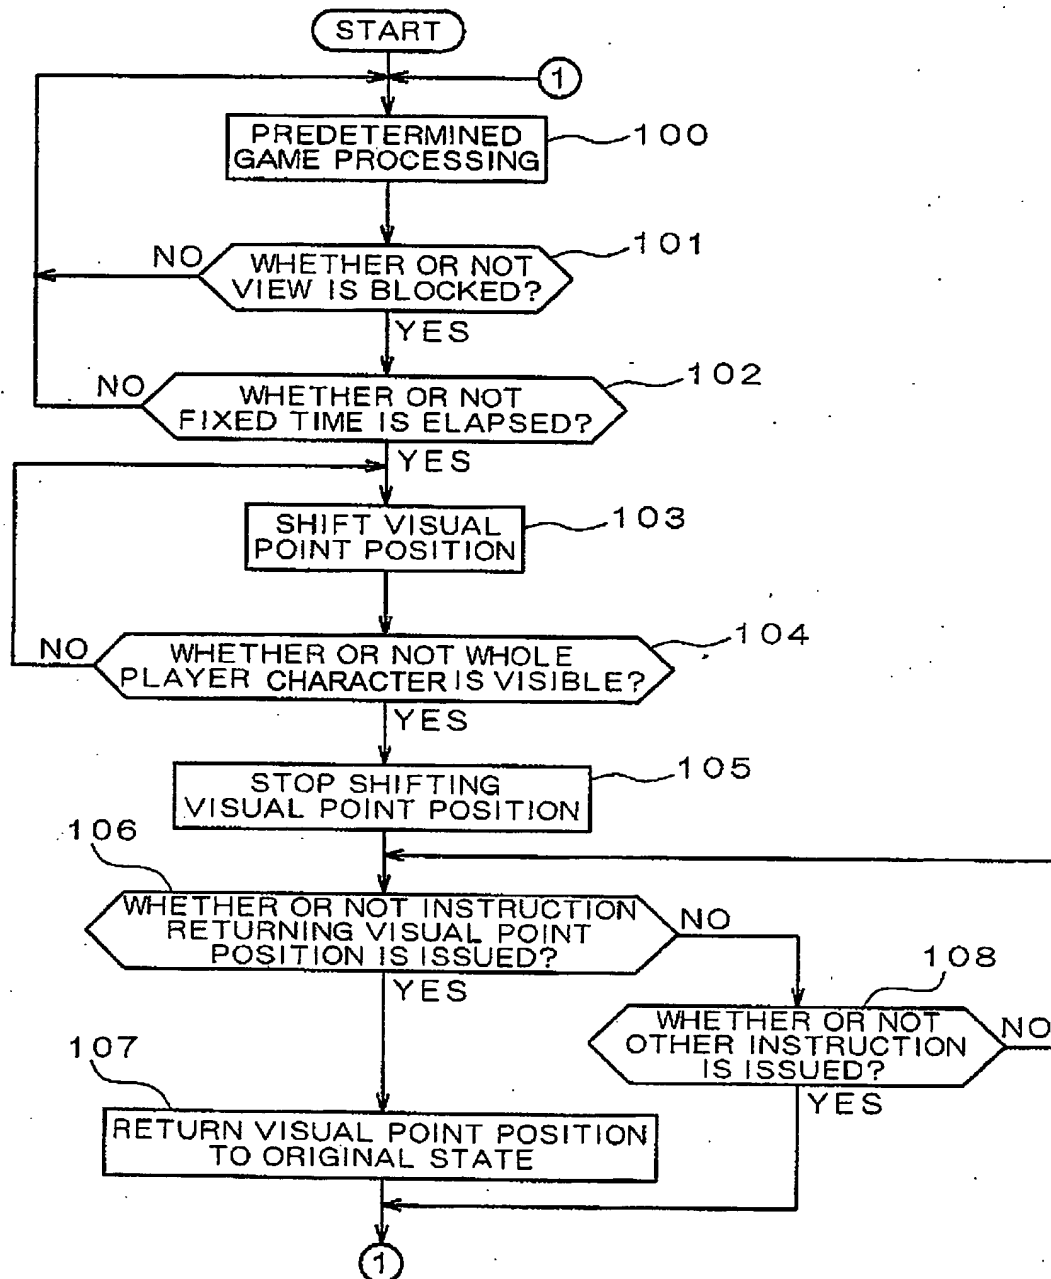 START
1
PREDETERMINED
GAME PROCESSING
100
101
NO
WHETHER OR NOT
VIEW IS BLOCKED?
YES
102
NO
WHETHER OR NOT
FIXED TIME IS ELAPSED?
YES
SHIFT VISUAL
POINT POSITION
103
104
NO
WHETHER OR NOT WHOLE
PLAYER CHARACTER IS VISIBLE?
YES
105
STOP SHIFTING
VISUAL POINT POSITION
106
WHETHER OR NOT INSTRUCTION
RETURNING VISUAL POINT
POSITION IS ISSUED?
NO
YES
108
WHETHER OR NOT
OTHER INSTRUCTION
IS ISSUED?
NO
YES
107
RETURN VISUAL POINT POSITION
TO ORIGINAL STATE
1